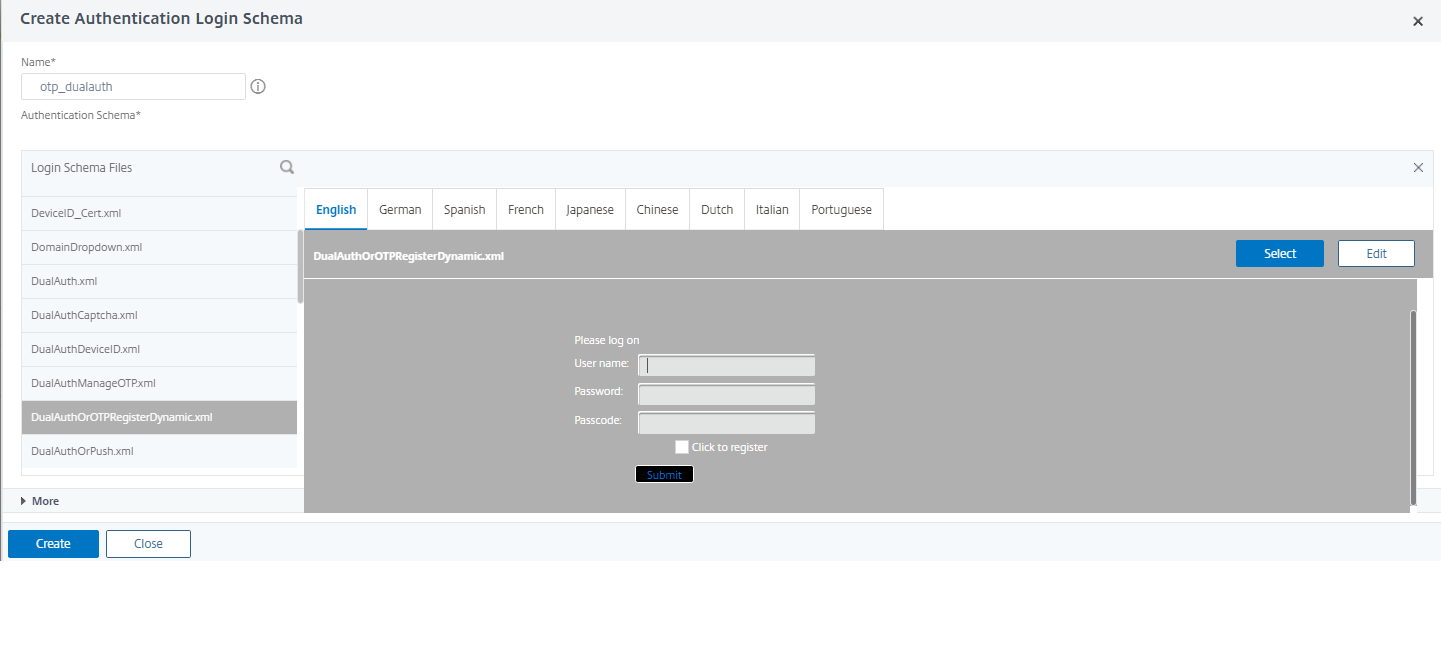 Create Authentication Login Schema
Name*
otp_dualauth
Authentication Schema*
Login Schema Files
DeviceID_Cert.xml
DomainDropdown.xml
DualAuth.xml
DualAuthCaptcha.xml
DualAuthDeviceID.xml
DualAuthManageOTP.xml
DualAuthOrOTPRegisterDynamic.xml
DualAuthOrPush.xml
English German Spanish French Japanese Chinese Dutch Italian Portuguese
DualAuthOrOTPRegisterDynamic.xml Select Edit
Please log on
User name:
Password:
Passcode:
Click to register
Submit
More
Create Close